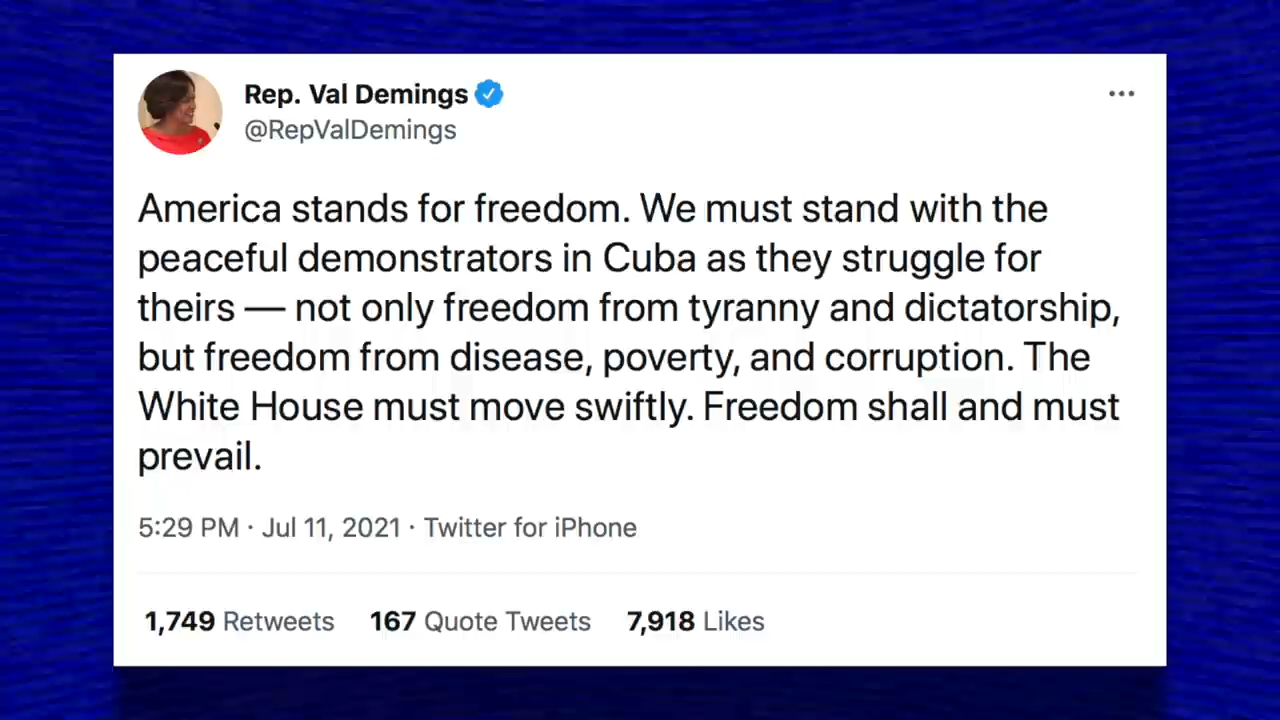 Rep. Val Demings
@RepValDemings
America stands for freedom. We must stand with the
peaceful demonstrators in Cuba as they struggle for
theirs — not only freedom from tyranny and dictatorship,
but freedom from disease, poverty, and corruption. The
White House must move swiftly. Freedom shall and must
prevail.
5:29 PM · Jul 11, 2021 · Twitter for iPhone
1,749 Retweets 167 Quote Tweets 7,918 Likes